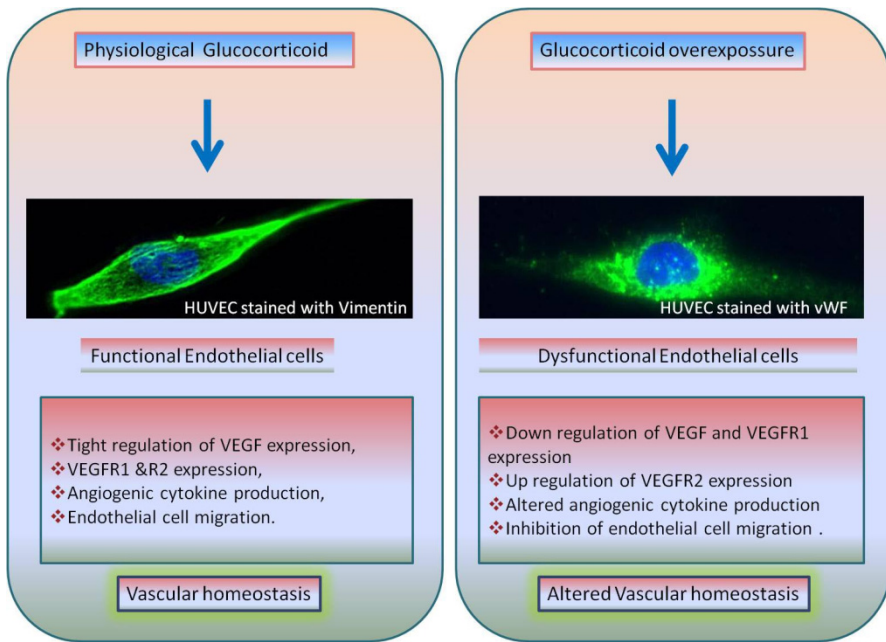 Physiological Glucocorticoid
HUVEC stained with Vimentin
Functional Endothelial cells
❖Tight regulation of VEGF expression,
❖VEGFR1 &R2 expression,
❖Angiogenic cytokine production,
❖Endothelial cell migration.
Vascular homeostasis
Glucocorticoid overexpossure
HUVEC stained with vWF
Dysfunctional Endothelial cells
❖Down regulation of VEGF and VEGFR1
expression
❖Up regulation of VEGFR2 expression
❖Altered angiogenic cytokine production
❖Inhibition of endothelial cell migration .
Altered Vascular homeostasis